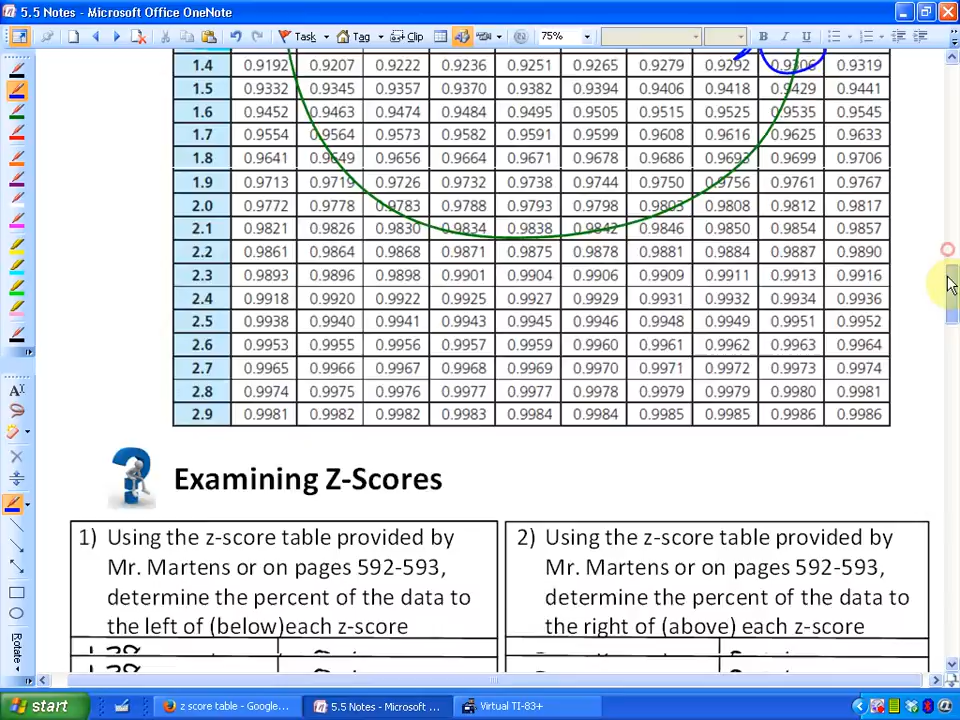 5.5 Notes - Microsoft Office OneNote
Task Tag Clip 75% B I U
1.4 0.9192 0.9207 0.9222 0.9236 0.9251 0.9265 0.9279 0.9292 0.9306 0.9319
1.5 0.9332 0.9345 0.9357 0.9370 0.9382 0.9394 0.9406 0.9418 0.9429 0.9441
1.6 0.9452 0.9463 0.9474 0.9484 0.9495 0.9505 0.9515 0.9525 0.9535 0.9545
1.7 0.9554 0.9564 0.9573 0.9582 0.9591 0.9599 0.9608 0.9616 0.9625 0.9633
1.8 0.9641 0.9649 0.9656 0.9664 0.9671 0.9678 0.9686 0.9693 0.9699 0.9706
1.9 0.9713 0.9719 0.9726 0.9732 0.9738 0.9744 0.9750 0.9756 0.9761 0.9767
2.0 0.9772 0.9778 0.9783 0.9788 0.9793 0.9798 0.9803 0.9808 0.9812 0.9817
2.1 0.9821 0.9826 0.9830 0.9834 0.9838 0.9842 0.9846 0.9850 0.9854 0.9857
2.2 0.9861 0.9864 0.9868 0.9871 0.9875 0.9878 0.9881 0.9884 0.9887 0.9890
2.3 0.9893 0.9896 0.9898 0.9901 0.9904 0.9906 0.9909 0.9911 0.9913 0.9916
2.4 0.9918 0.9920 0.9922 0.9925 0.9927 0.9929 0.9931 0.9932 0.9934 0.9936
2.5 0.9938 0.9940 0.9941 0.9943 0.9945 0.9946 0.9948 0.9949 0.9951 0.9952
2.6 0.9953 0.9955 0.9956 0.9957 0.9959 0.9960 0.9961 0.9962 0.9963 0.9964
2.7 0.9965 0.9966 0.9967 0.9968 0.9969 0.9970 0.9971 0.9972 0.9973 0.9974
2.8 0.9974 0.9975 0.9976 0.9977 0.9977 0.9978 0.9979 0.9979 0.9980 0.9981
2.9 0.9981 0.9982 0.9982 0.9983 0.9984 0.9984 0.9985 0.9985 0.9986 0.9986
Examining Z-Scores
1) Using the z-score table provided by
Mr. Martens or on pages 592-593,
determine the percent of the data to
the left of (below)each z-score
2) Using the z-score table provided by
Mr. Martens or on pages 592-593,
determine the percent of the data to
the right of (above) each z-score
Rotate
start z score table - Google... 5.5 Notes - Microsoft ... Virtual TI-83+